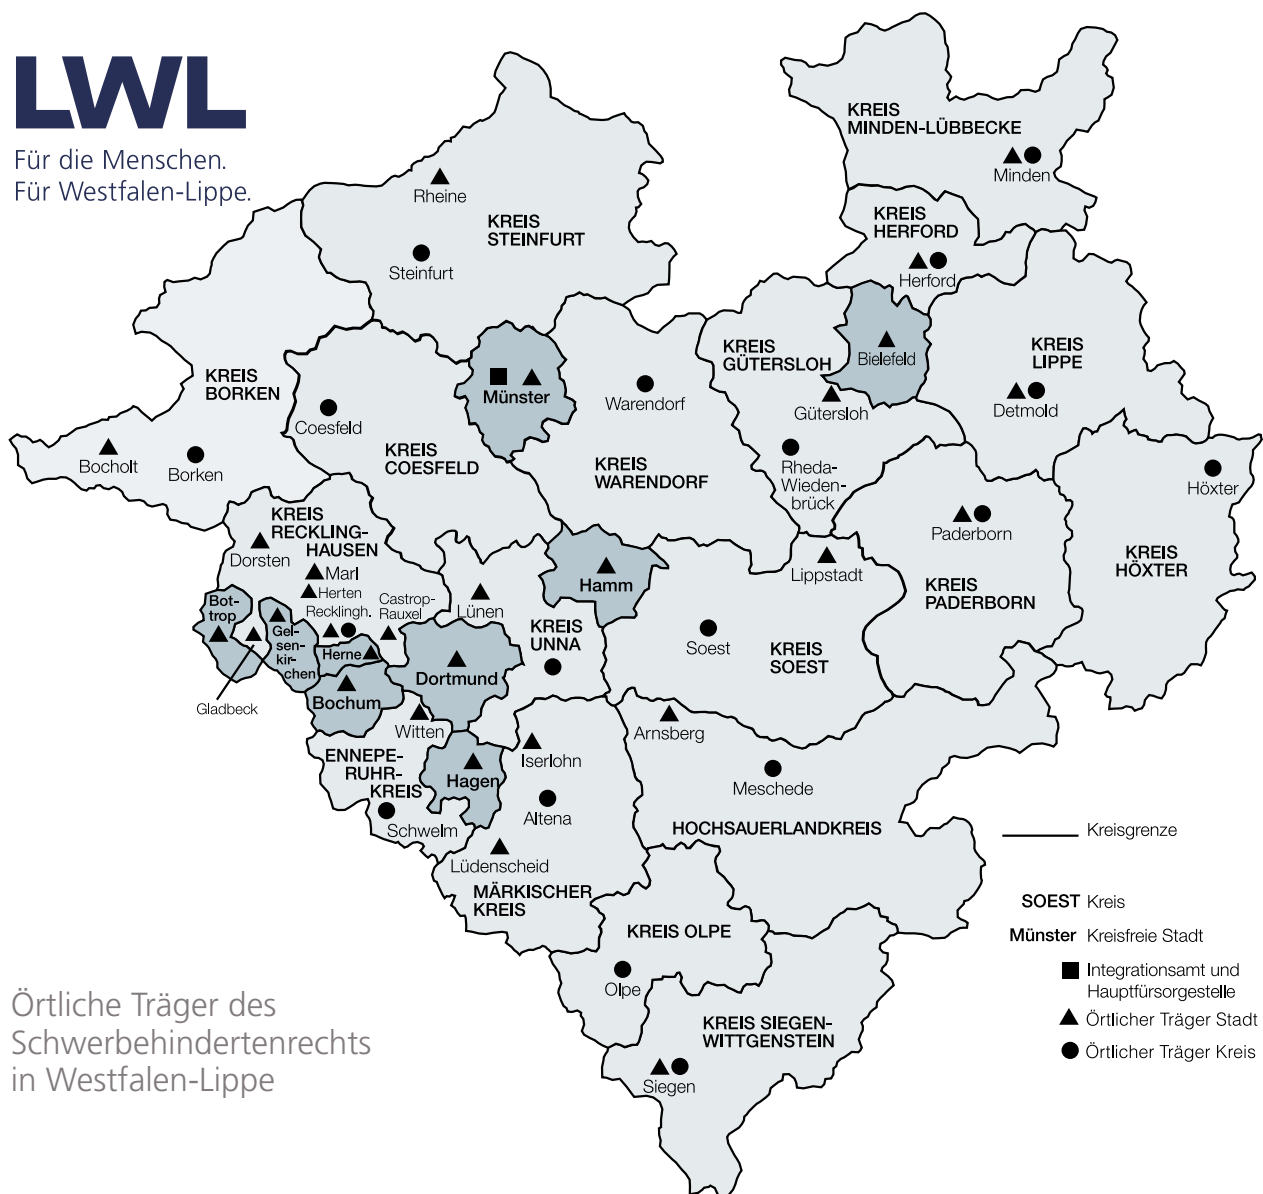 LWL
Für die Menschen.
Für Westfalen-Lippe.
KREIS
MINDEN-LÜBBECKE
Minden
Rheine
KREIS
STEINFURT
Steinfurt
KREIS
HERFORD
Herford
KREIS
BORKEN
Bocholt
Borken
Coesfeld
KREIS
COESFELD
Münster
Warendorf
KREIS
WARENDORF
KREIS
GÜTERSLOH
Bielefeld
Gütersloh
Rheda-
Wieden-
brück
KREIS
LIPPE
Detmold
Höxter
KREIS
HÖXTER
Paderborn
KREIS
PADERBORN
KREIS
RECKLING-
HAUSEN
Dorsten
Marl
Herten
Recklingh.
Castrop-
Rauxel
Bot-
trop
Gel-
sen-
kir-
chen
Gladbeck
Herne
Bochum
Dortmund
Lünen
KREIS
UNNA
Hamm
Lippstadt
Soest
KREIS
SOEST
Witten
ENNEPE-
RUHR-
KREIS
Schwelm
Hagen
Iserlohn
Altena
Lüdenscheid
MÄRKISCHER
KREIS
Arnsberg
Meschede
HOCHSAUERLANDKREIS
KREIS OLPE
Olpe
KREIS SIEGEN-
WITTGENSTEIN
Siegen
Kreisgrenze
SOEST Kreis
Münster Kreisfreie Stadt
Integrationsamt und
Hauptfürsorgestelle
Örtlicher Träger Stadt
Örtlicher Träger Kreis
Örtliche Träger des
Schwerbehindertenrechts
in Westfalen-Lippe